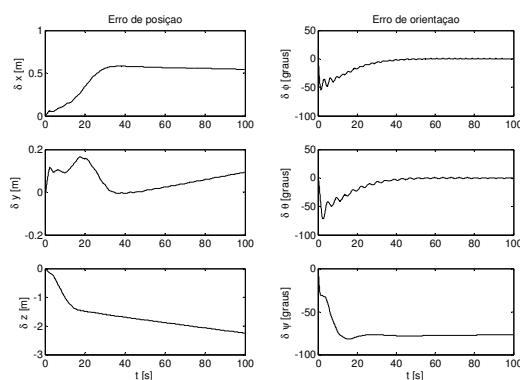 Erro de posiçao
Erro de orientaçao
δ x [m]
1
0.5
0
0 20 40 60 80 100
δ ϕ [graus]
50
0
-50
-100
0 20 40 60 80 100
δ y [m]
0.2
0
-0.2
0 20 40 60 80 100
δ θ [graus]
50
0
-50
-100
0 20 40 60 80 100
δ z [m]
0
-1
-2
-3
0 20 40 60 80 100
t [s]
δ ψ [graus]
0
-50
-100
0 20 40 60 80 100
t [s]